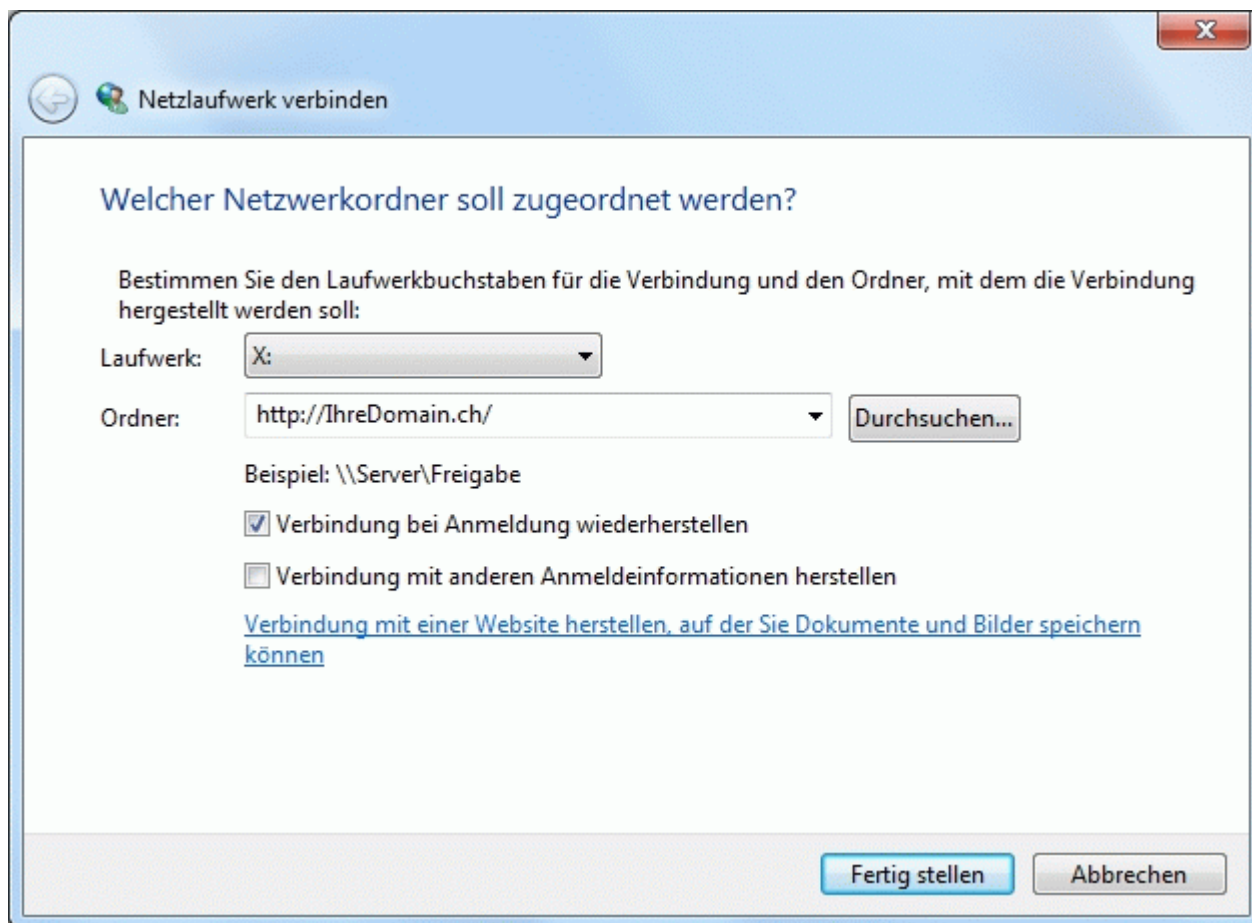 Netzlaufwerk verbinden
Welcher Netzwerkordner soll zugeordnet werden?
Bestimmen Sie den Laufwerkbuchstaben für die Verbindung und den Ordner, mit dem die Verbindung
hergestellt werden soll:
Laufwerk: X:
Ordner: http://IhreDomain.ch/ Durchsuchen...
Beispiel: \\Server\Freigabe
Verbindung bei Anmeldung wiederherstellen
Verbindung mit anderen Anmeldeinformationen herstellen
Verbindung mit einer Website herstellen, auf der Sie Dokumente und Bilder speichern
können
Fertig stellen Abbrechen